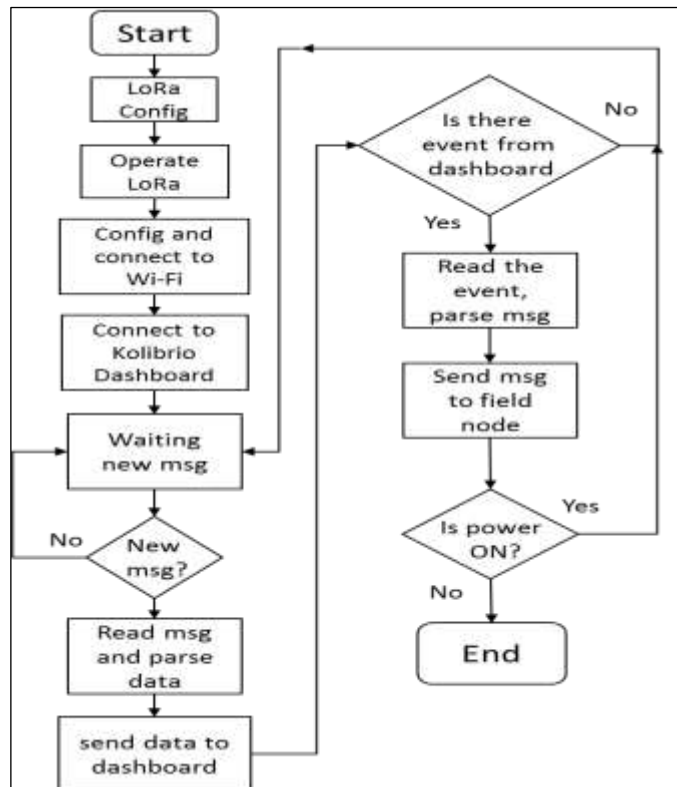 Start
LoRa
Config
Operate
LoRa
Config and
connect to
Wi-Fi
Connect to
Kolibrio
Dashboard
Waiting
new msg
No
New
msg?
Read msg
and parse
data
send data to
dashboard
Is there
event from
dashboard
No
Yes
Read the
event,
parse msg
Send msg
to field
node
Is power
ON?
Yes
No
End